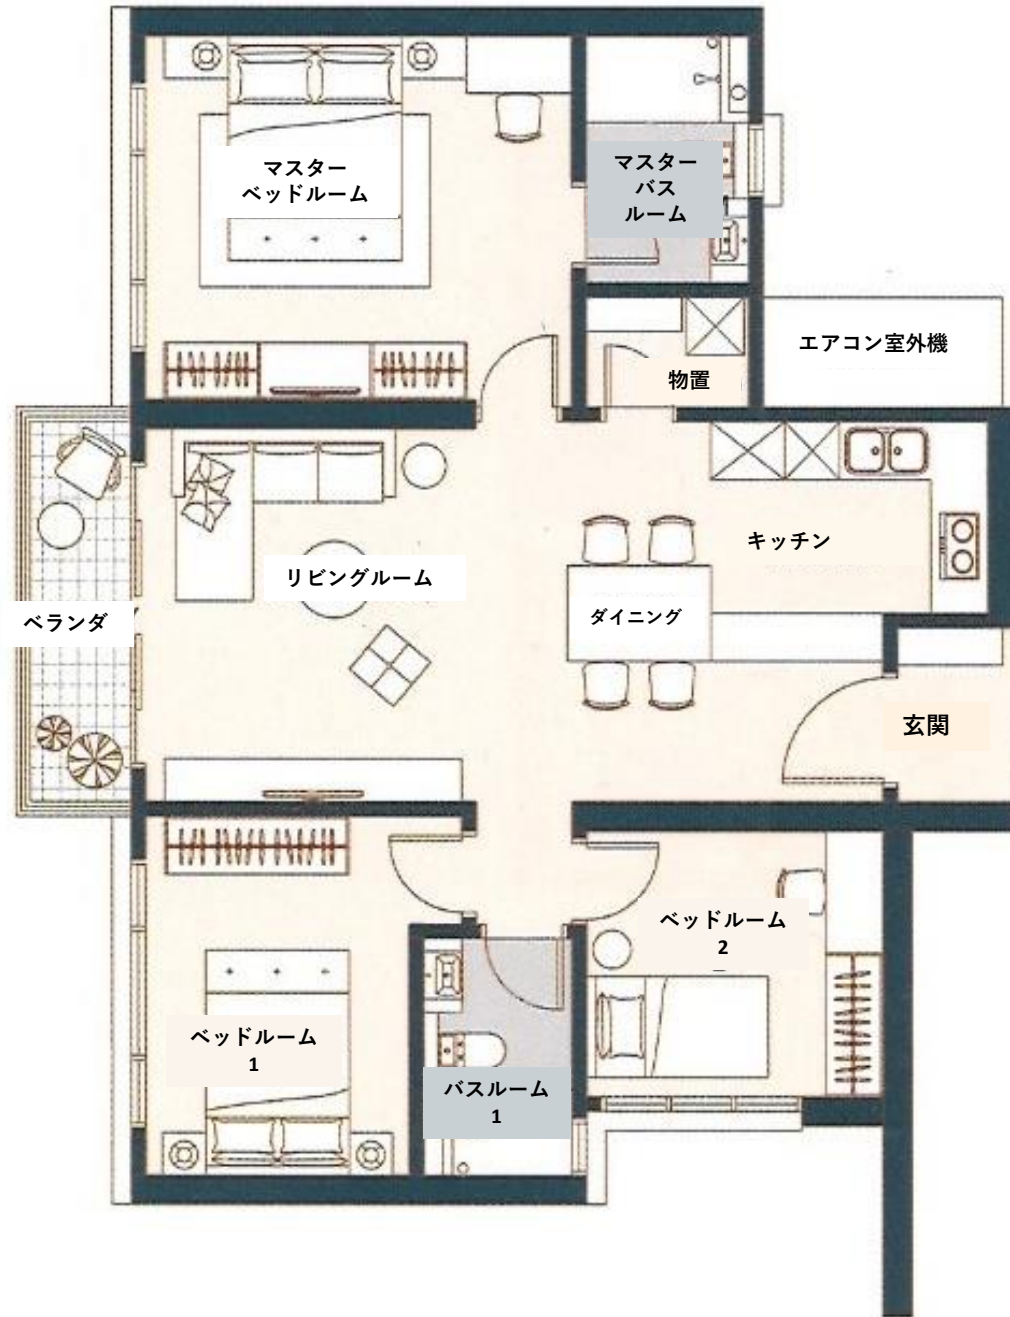 マスター
ベッドルーム
マスター
バス
ルーム
エアコン室外機
物置
キッチン
リビングルーム
ダイニング
ベランダ
玄関
ベッドルーム
2
ベッドルーム
1
バスルーム
1